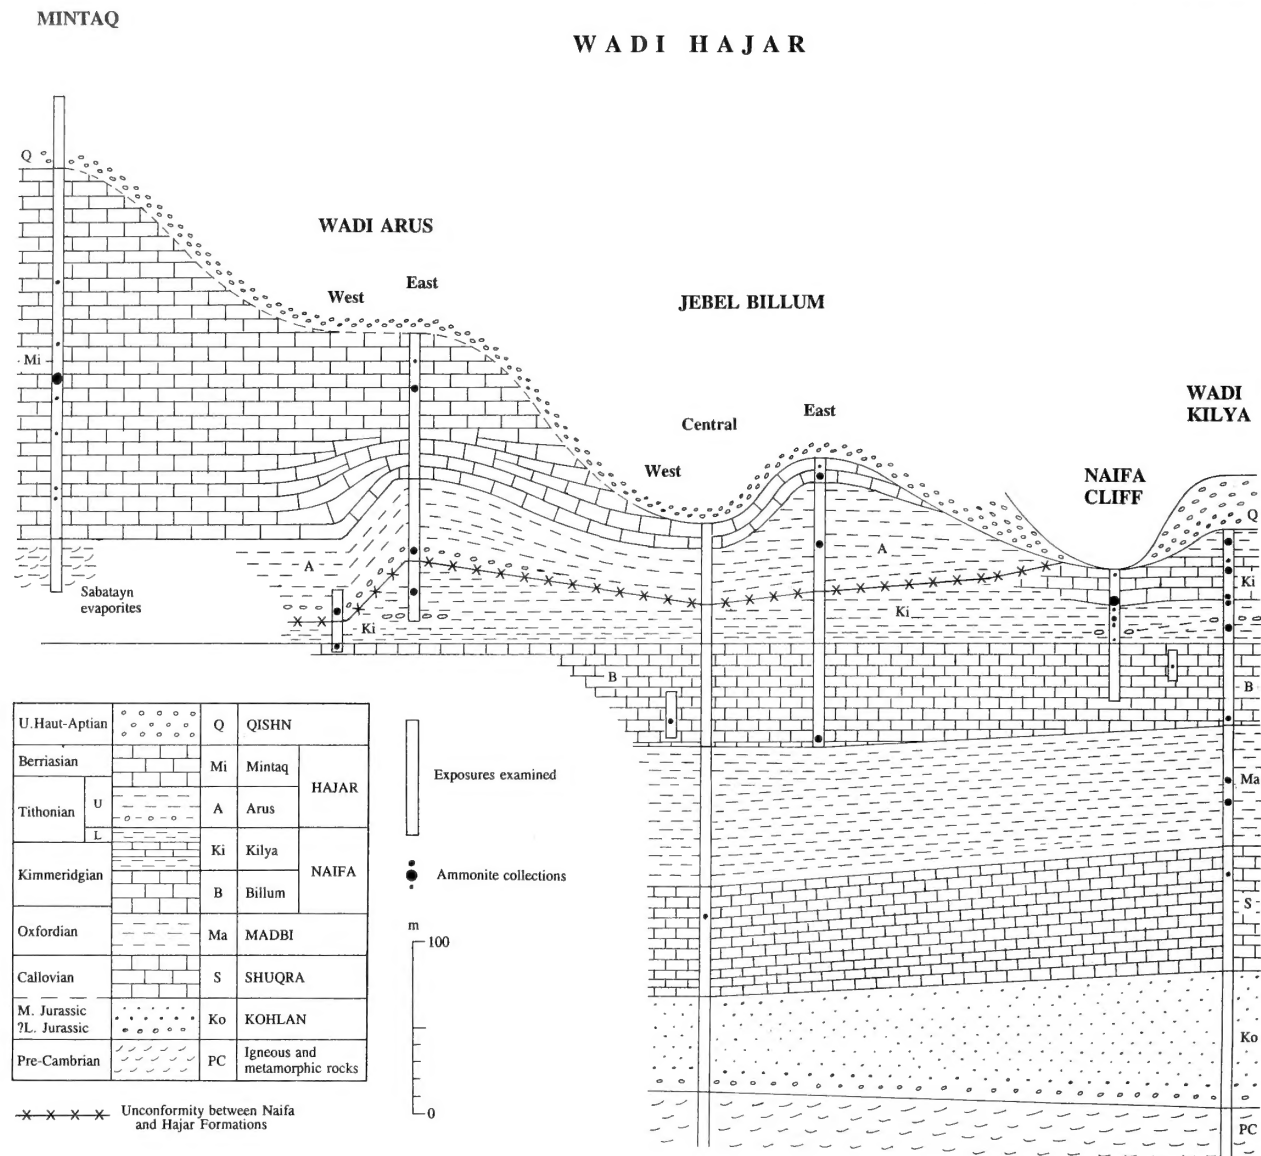 MINTAQ
WADI HAJAR
Q
WADI ARUS
West
East
JEBEL BILLUM
Mi
WADI
KILYA
Central
East
West
NAIFA
CLIFF
Q
A
A
Ki
Sabatayn
evaporites
Ki
Ki
B
B
Ma
S
Ko
PC
U.Haut-Aptian Q QISHN
Berriasian Mi Mintaq
HAJAR
Tithonian U A Arus
L
Kimmeridgian Ki Kilya
NAIFA
B Billum
Oxfordian Ma MADBI
Callovian S SHUQRA
M. Jurassic
?L. Jurassic Ko KOHLAN
Pre-Cambrian PC Igneous and
metamorphic rocks
Unconformity between Naifa
and Hajar Formations
Exposures examined
Ammonite collections
m
100
0